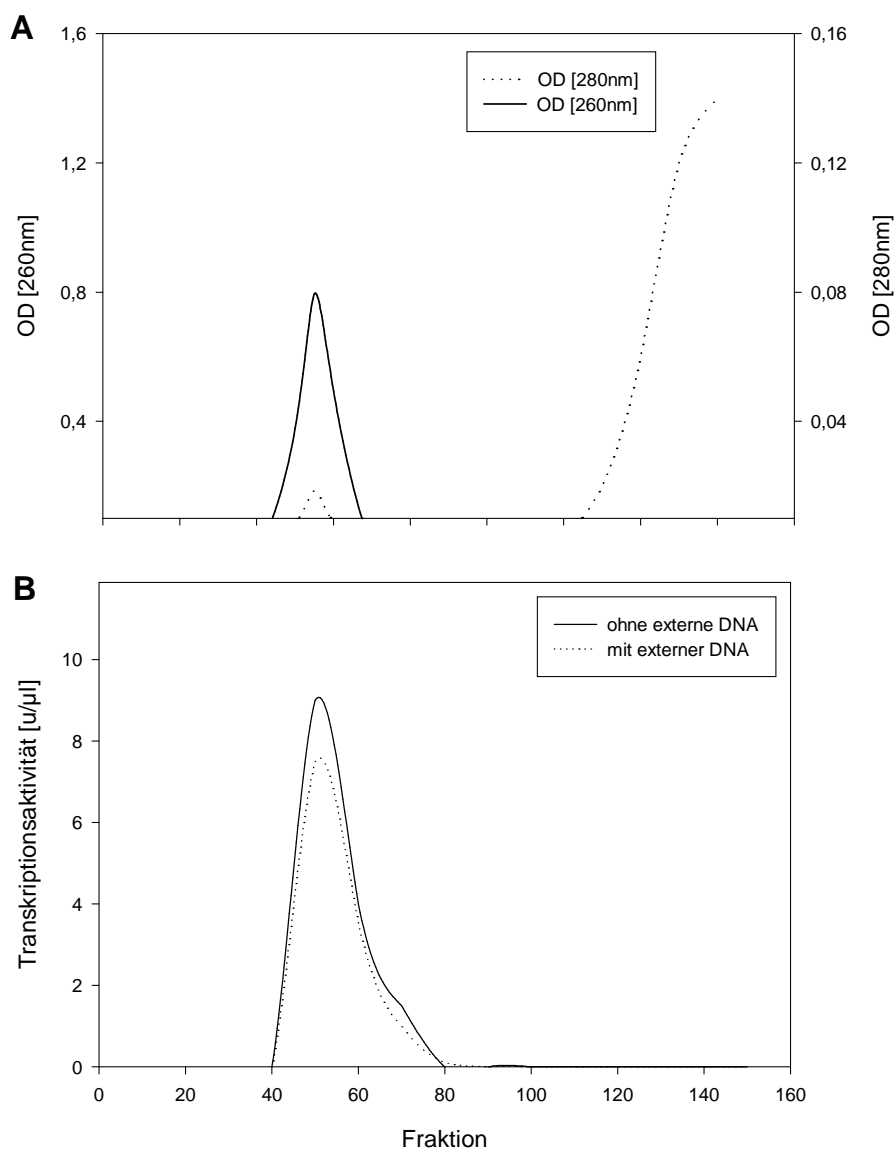 A
1,6
0,16
OD [280nm]
OD [260nm]
1,2
0,12
OD [260nm]
0,8
0,08
OD [280nm]
0,4
0,04
B
ohne externe DNA
mit externer DNA
10
8
6
4
2
0
Transkriptionsaktivität [u/µl]
0 20 40 60 80 100 120 140 160
Fraktion